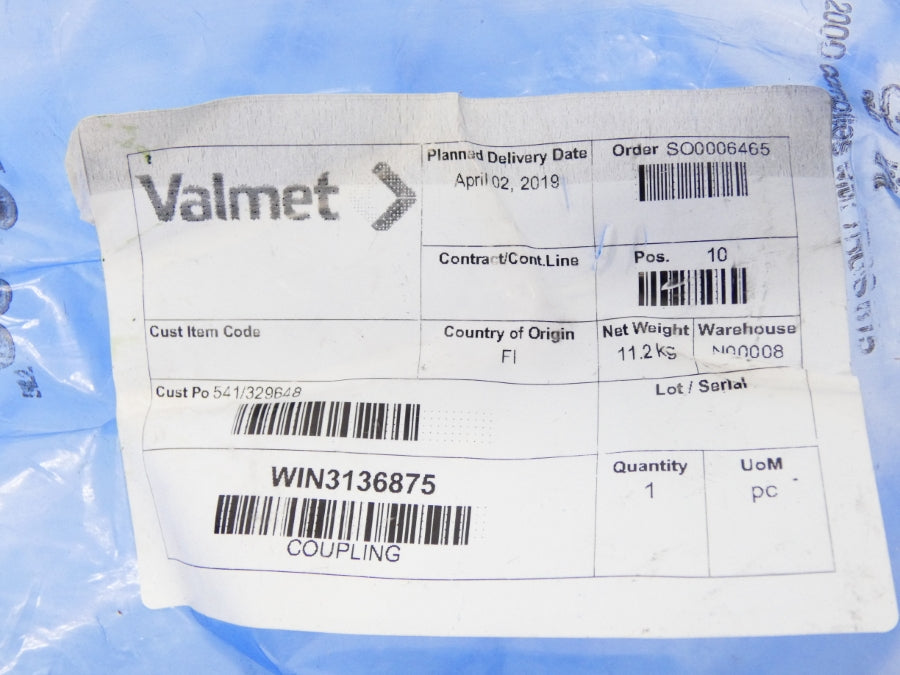 Valmet
Planned Delivery Date
April 02, 2019
Order SO0006465
Contract/Cont.Line
Pos. 10
Cust Item Code
Country of Origin
FI
Net Weight
11.2 kg
Warehouse
N00008
Cust Po 541/329648
Lot / Serial
WIN3136875
COUPLING
Quantity
1
UoM
pc
2000